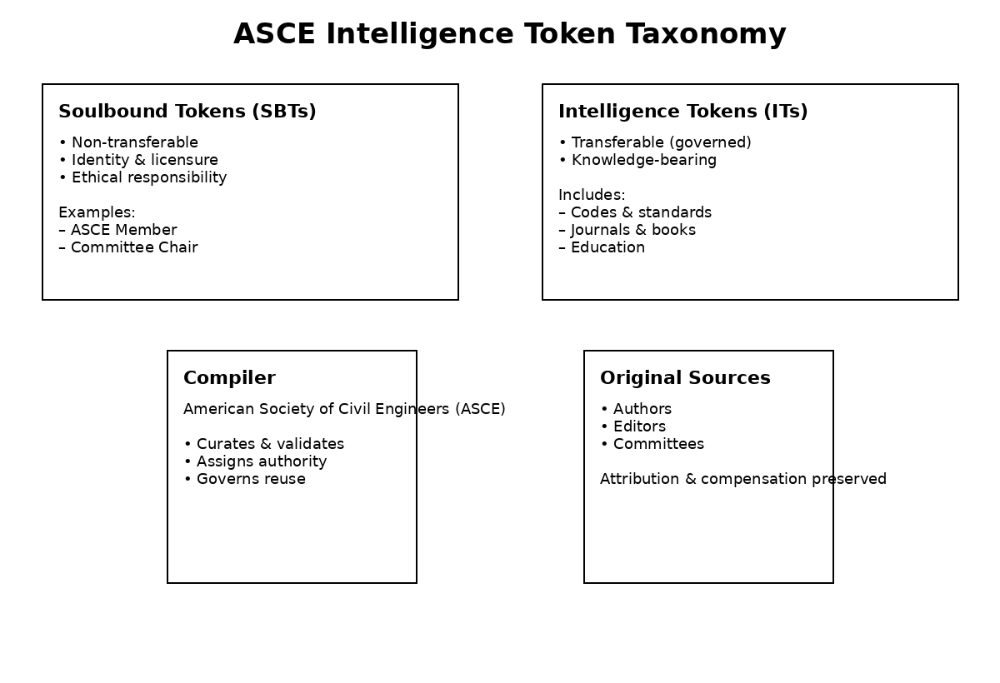 ASCE Intelligence Token Taxonomy
Soulbound Tokens (SBTs)
• Non-transferable
• Identity & licensure
• Ethical responsibility
Examples:
– ASCE Member
– Committee Chair
Intelligence Tokens (ITs)
• Transferable (governed)
• Knowledge-bearing
Includes:
– Codes & standards
– Journals & books
– Education
Compiler
American Society of Civil Engineers (ASCE)
• Curates & validates
• Assigns authority
• Governs reuse
Original Sources
• Authors
• Editors
• Committees
Attribution & compensation preserved